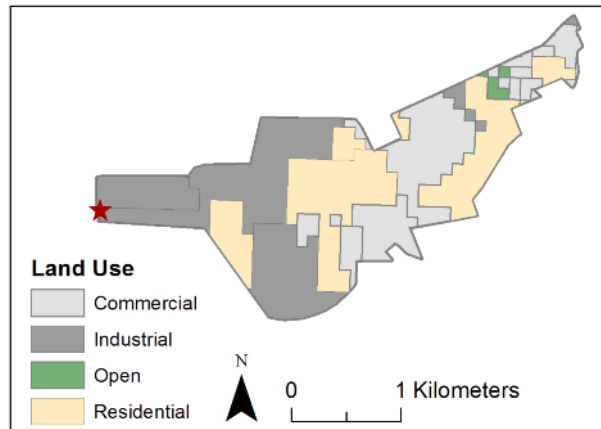 Land Use
Commercial
Industrial
Open
Residential
N
0 1 Kilometers